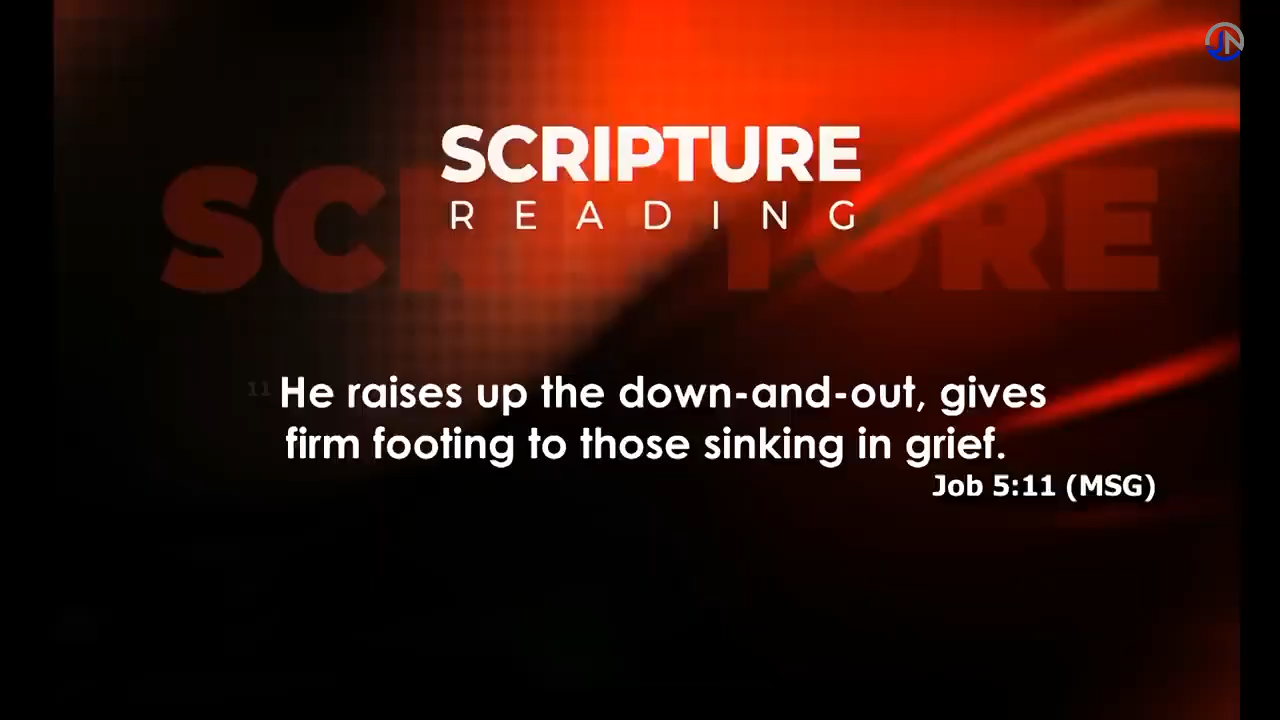 SCRIPTURE
READING
SCRIPTURE
11 He raises up the down-and-out, gives
firm footing to those sinking in grief.
Job 5:11 (MSG)